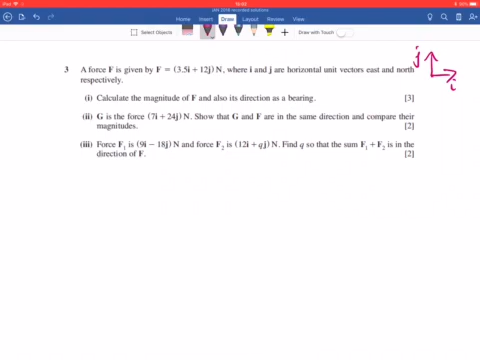 JAN 2018 recorded solutions
Home Insert Draw Layout Review View
Select Objects
Draw with Touch
3 A force F is given by F = (3.5i + 12j) N, where i and j are horizontal unit vectors east and north
respectively.
(i) Calculate the magnitude of F and also its direction as a bearing. [3]
(ii) G is the force (7i + 24j) N. Show that G and F are in the same direction and compare their
magnitudes. [2]
(iii) Force F₁ is (9i − 18j) N and force F₂ is (12i + qj) N. Find q so that the sum F₁ + F₂ is in the
direction of F. [2]
j
i